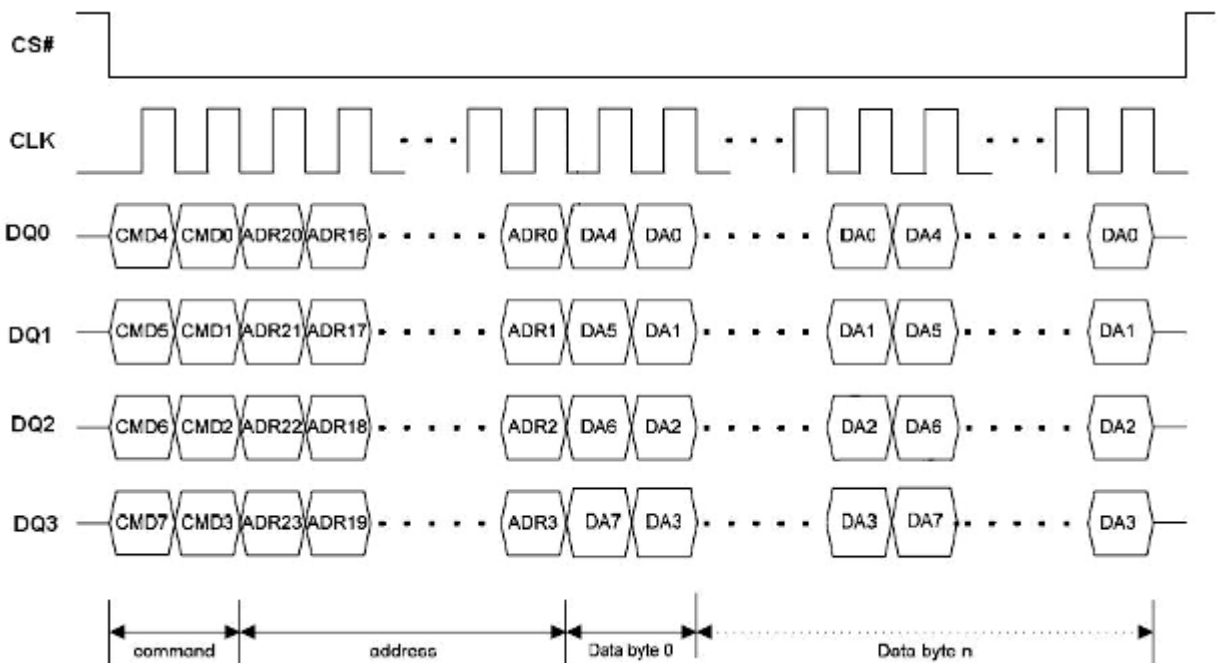 CS#
CLK
DQ0 CMD4 CMD0 ADR20 ADR16 ADR0 DA4 DA0 DA0 DA4 DA0
DQ1 CMD5 CMD1 ADR21 ADR17 ADR1 DA5 DA1 DA1 DA5 DA1
DQ2 CMD6 CMD2 ADR22 ADR18 ADR2 DA6 DA2 DA2 DA6 DA2
DQ3 CMD7 CMD3 ADR23 ADR19 ADR3 DA7 DA3 DA3 DA7 DA3
command address Data byte 0 Data byte n